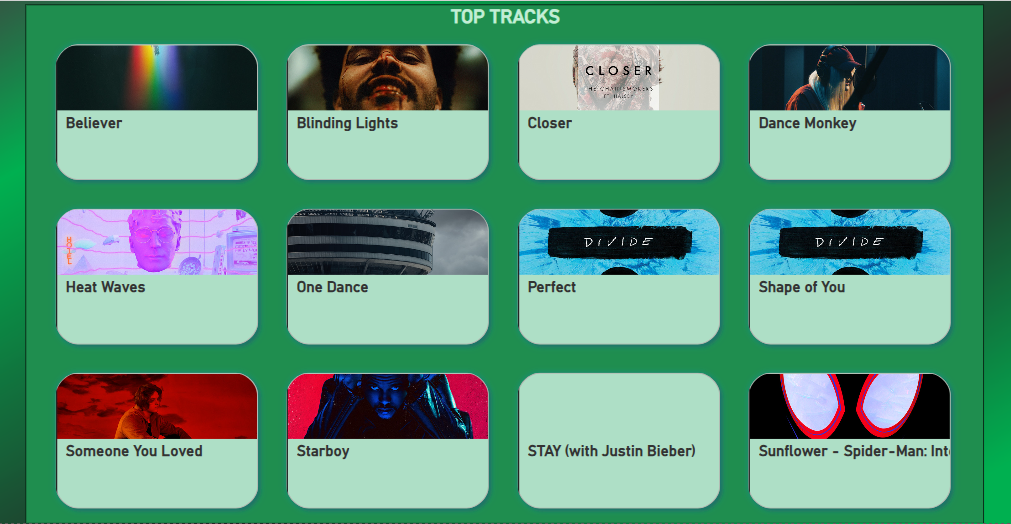 TOP TRACKS
CLOSER
THE CHAINSMOKERS
FT. HALSEY
Believer
Blinding Lights
Closer
Dance Monkey
DIVIDE
DIVIDE
Heat Waves
One Dance
Perfect
Shape of You
Someone You Loved
Starboy
STAY (with Justin Bieber)
Sunflower - Spider-Man: Int